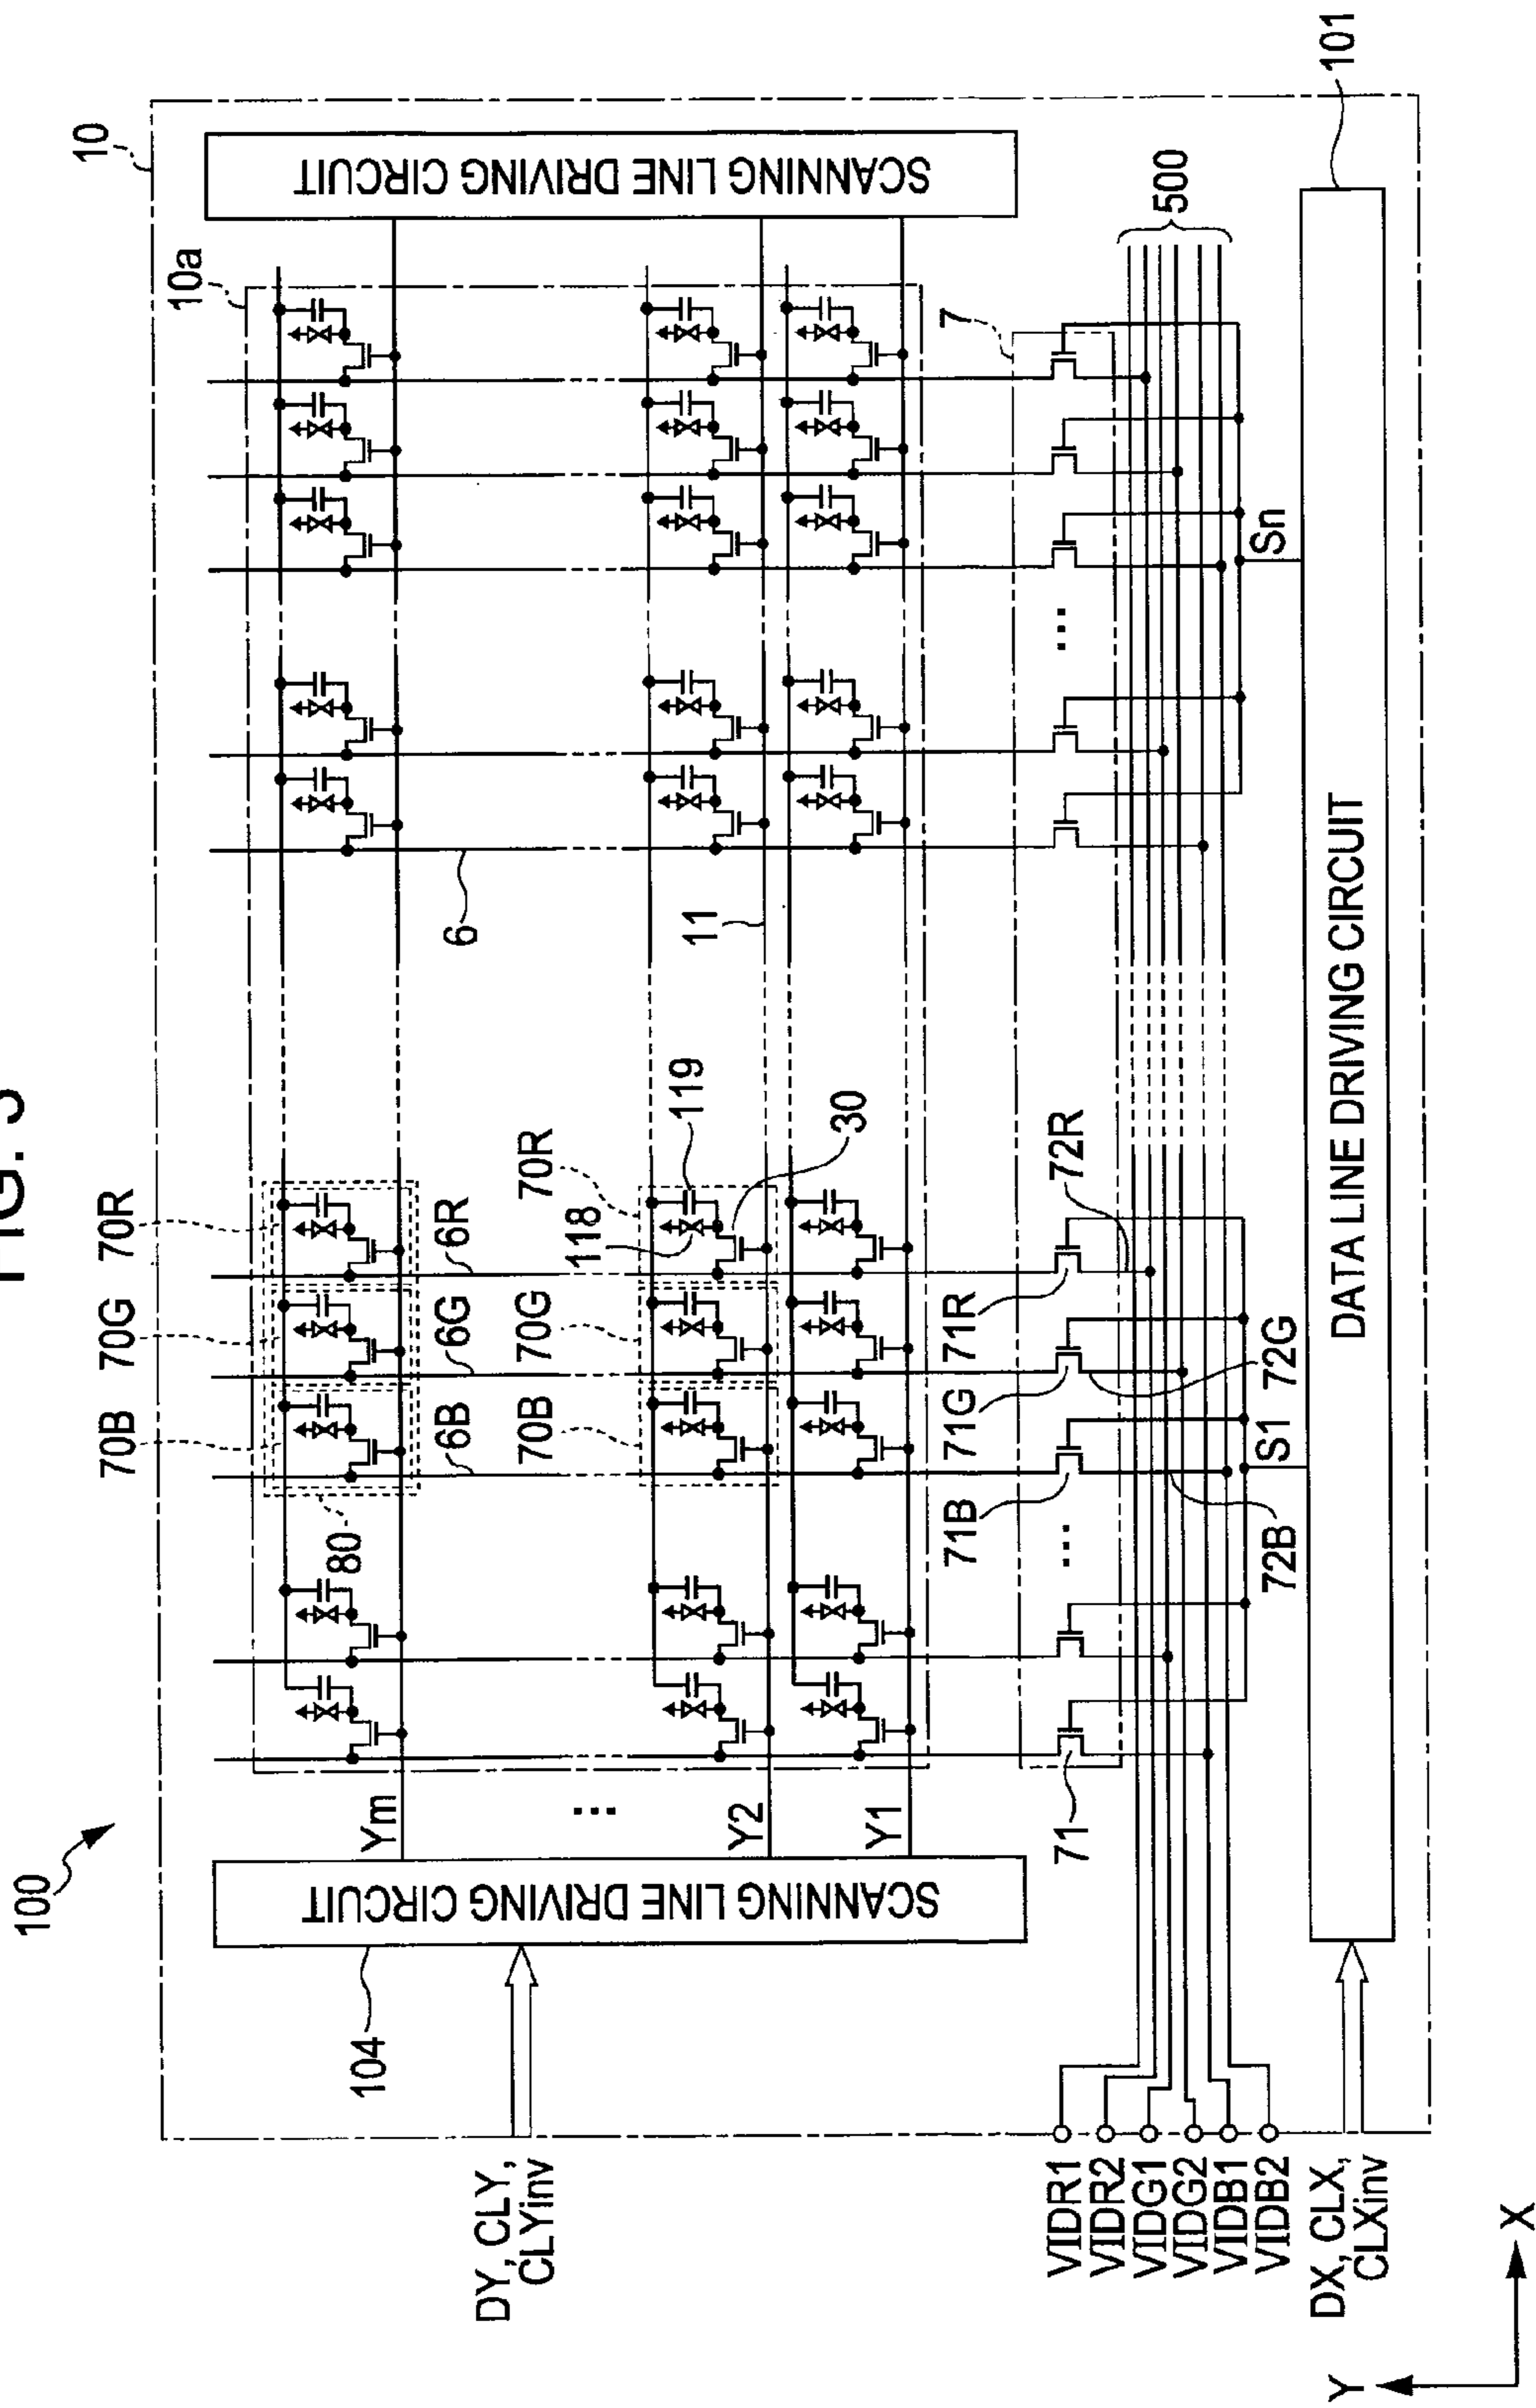 FIG. 3
100
10
10a
70B
70G
70R
80
6B
6G
6R
6
70B
70G
70R
118
119
30
11
SCANNING LINE DRIVING CIRCUIT
SCANNING LINE DRIVING CIRCUIT
104
Ym
...
Y2
Y1
DY, CLY,
CLYinv
7
71
71B
71G
71R
...
...
72B
72G
72R
S1
Sn
500
VIDR1
VIDR2
VIDG1
VIDG2
VIDB1
VIDB2
DX, CLX,
CLXinv
DATA LINE DRIVING CIRCUIT
101
Y
X